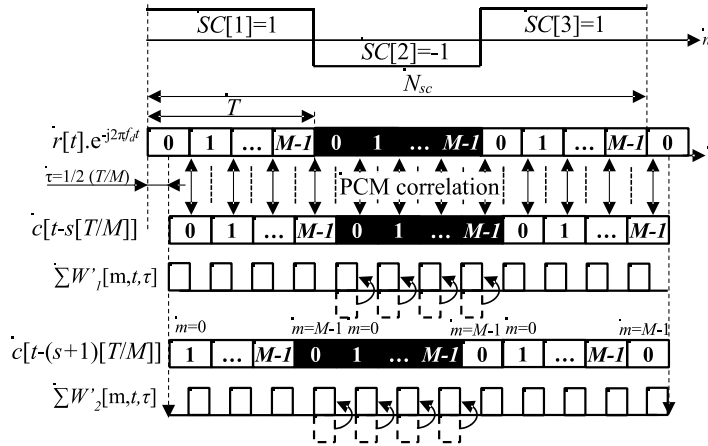 SC[1]=1 SC[3]=1 n
SC[2]=-1
N_sc
T
r[t].e^-j2πf_d t 0 1 ... M-1 0 1 ... M-1 0 1 ... M-1 0
τ=1/2 (T/M) PCM correlation
c[t-s[T/M]] 0 1 ... M-1 0 1 ... M-1 0 1 ... M-1
∑W'_1[m,t,τ]
m=0 m=M-1 m=0 m=M-1 m=0 m=M-1
c[t-(s+1)[T/M]] 1 ... M-1 0 1 ... M-1 0 1 ... M-1 0
∑W'_2[m,t,τ]